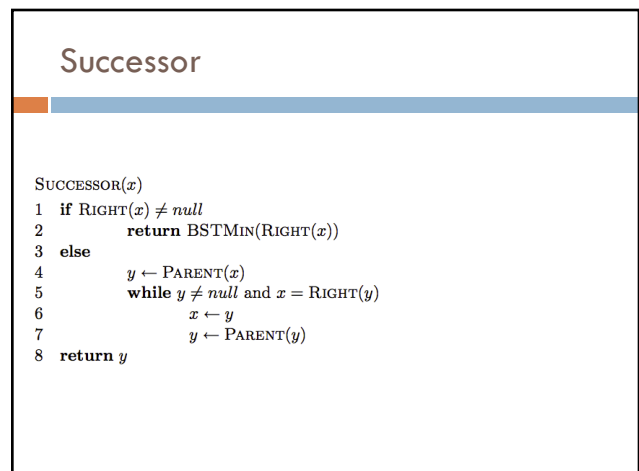 Successor
SUCCESSOR(x)
1 if RIGHT(x) ≠ null
2 return BSTMIN(RIGHT(x))
3 else
4 y ← PARENT(x)
5 while y ≠ null and x = RIGHT(y)
6 x ← y
7 y ← PARENT(y)
8 return y